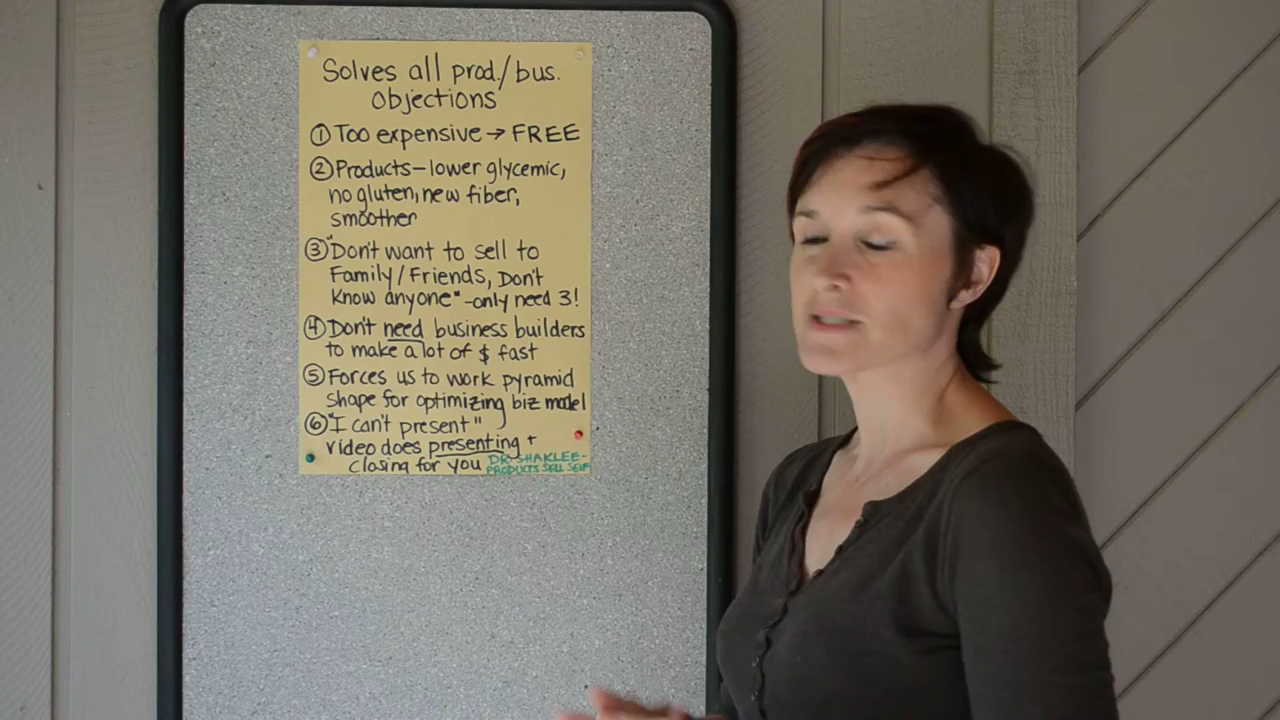 Solves all prod./bus.
objections
① Too expensive → FREE
② Products – lower glycemic,
no gluten, new fiber,
smoother
③ "Don't want to sell to
Family/Friends, Don't
Know anyone" - only need 3!
④ Don't need business builders
to make a lot of $ fast
⑤ Forces us to work pyramid
shape for optimizing biz model
⑥ "I can't present"
video does presenting +
closing for you
DR. SHAKLEE-
PRODUCTS SELL SELF